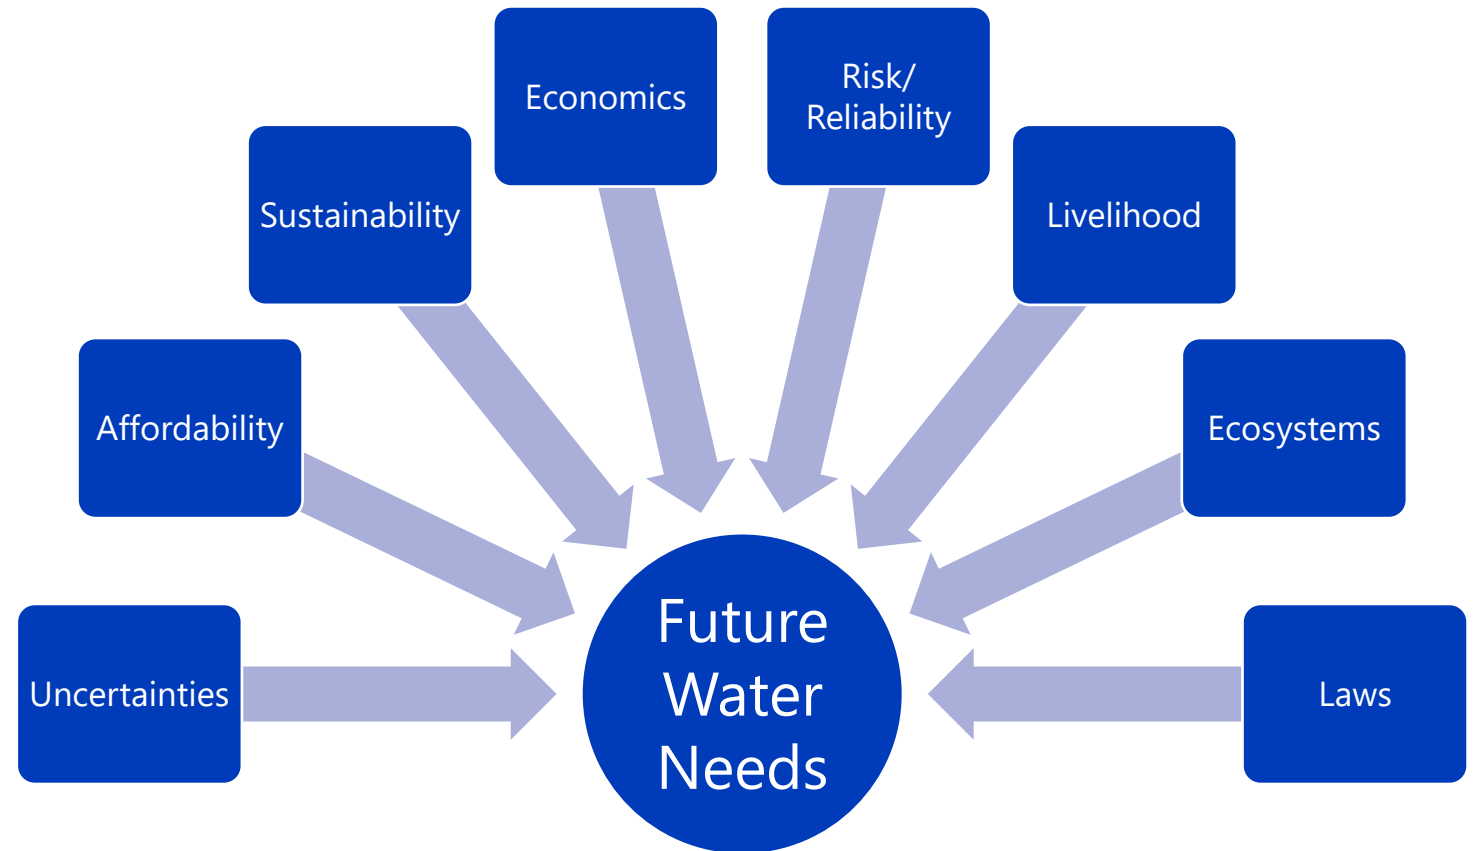 Economics
Risk/
Reliability
Sustainability
Livelihood
Affordability
Ecosystems
Uncertainties
Future
Water
Needs
Laws